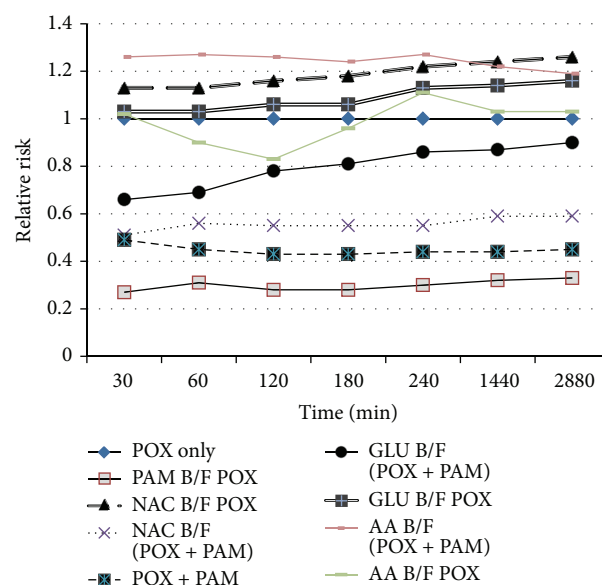 1.4
1.2
1
0.8
0.6
0.4
0.2
0
Relative risk
30 60 120 180 240 1440 2880
Time (min)
POX only
PAM B/F POX
NAC B/F POX
NAC B/F
(POX + PAM)
POX + PAM
GLU B/F
(POX + PAM)
GLU B/F POX
AA B/F
(POX + PAM)
AA B/F POX